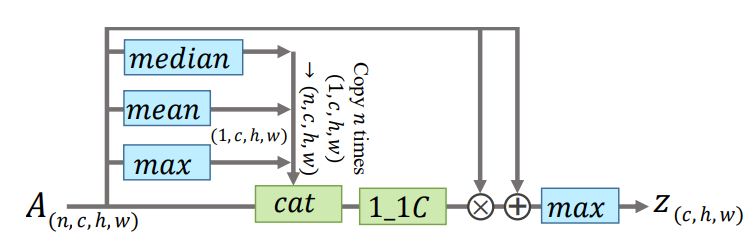 median
mean
(1,c,h,w)
max
Copy n times
(1,c,h,w)
→ (n,c,h,w)
A(n,c,h,w)
cat
1_1C
×
+
max
z(c,h,w)